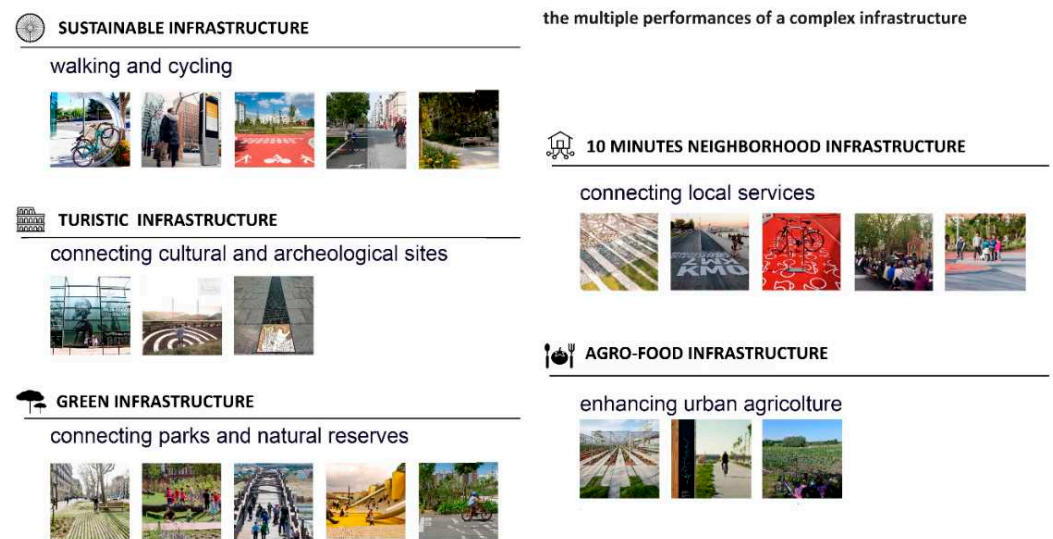 SUSTAINABLE INFRASTRUCTURE
walking and cycling
TURISTIC INFRASTRUCTURE
connecting cultural and archeological sites
GREEN INFRASTRUCTURE
connecting parks and natural reserves
the multiple performances of a complex infrastructure
10 MINUTES NEIGHBORHOOD INFRASTRUCTURE
connecting local services
KM0
AGRO-FOOD INFRASTRUCTURE
enhancing urban agricolture